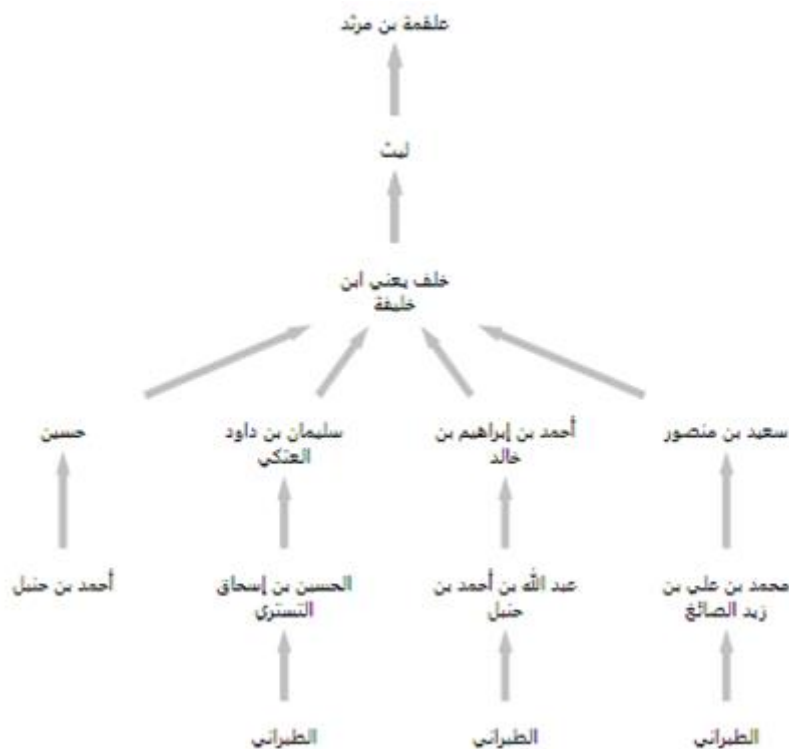 علقمة بن مرثد
ليث
خلف يعني ابن
خليفة
سعيد بن منصور
أحمد بن إبراهيم بن
خالد
سليمان بن داود
العتكي
حسين
محمد بن علي بن
زيد الصائغ
عبد الله بن أحمد بن
حنبل
الحسين بن إسحاق
التستري
أحمد بن حنبل
الطبراني
الطبراني
الطبراني